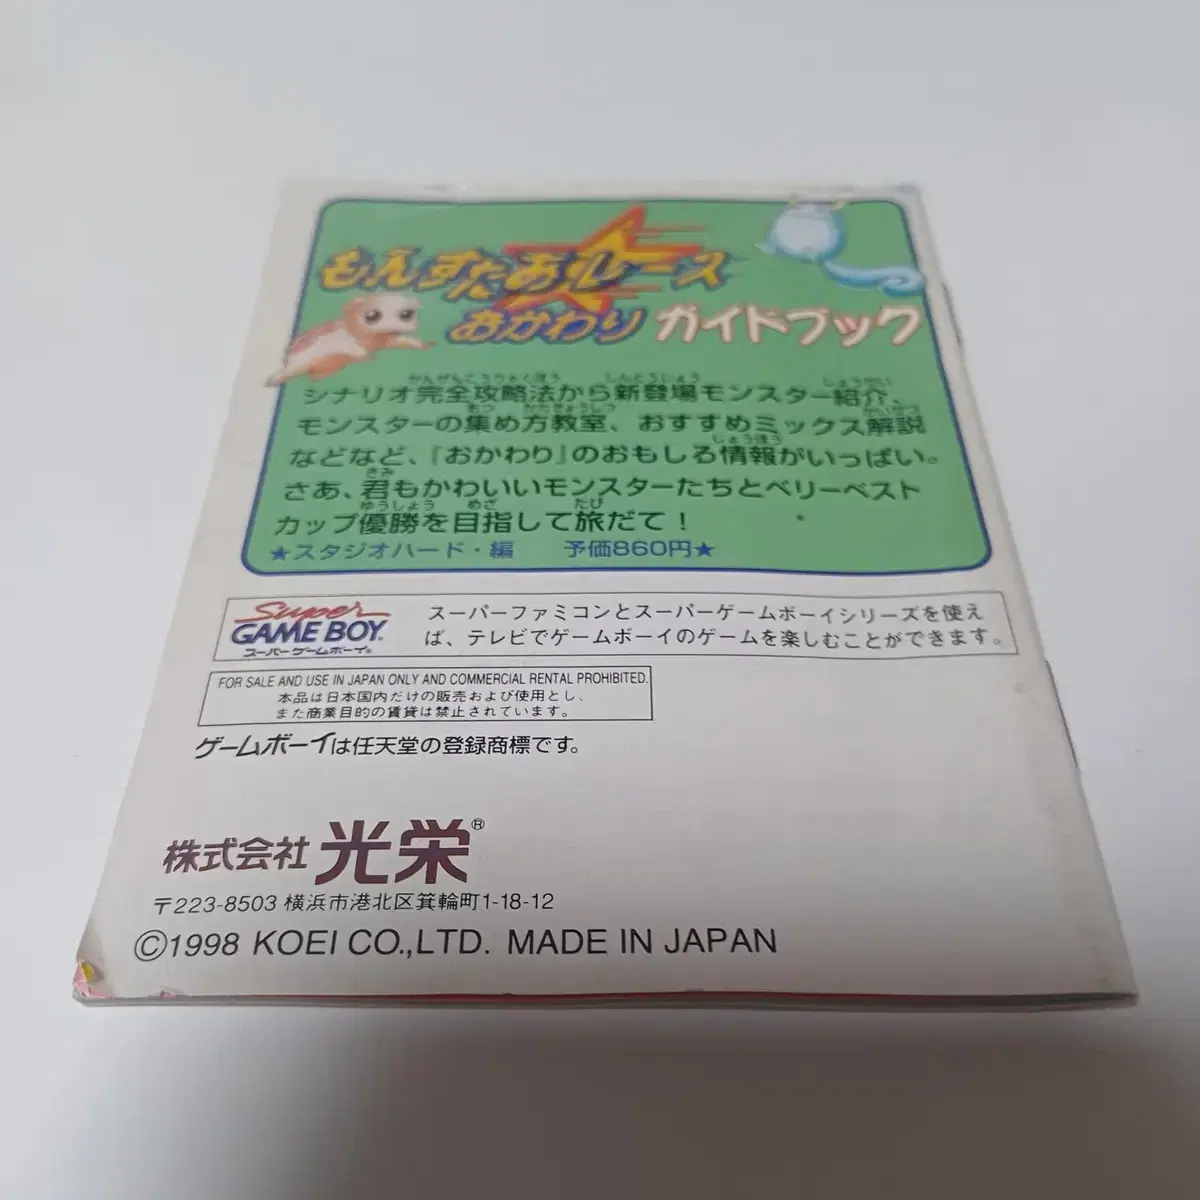 もんすたあ★レース
おかわり ガイドブック
シナリオ完全攻略法から新登場モンスター紹介、
モンスターの集め方教室、おすすめミックス解説
などなど、『おかわり』のおもしろ情報がいっぱい。
さあ、君もかわいいモンスターたちとベリーベスト
カップ優勝を目指して旅だて！
★スタジオハード・編 予価860円★
Super
GAME BOY
スーパーゲームボーイ®
スーパーファミコンとスーパーゲームボーイシリーズを使え
ば、テレビでゲームボーイのゲームを楽しむことができます。
FOR SALE AND USE IN JAPAN ONLY AND COMMERCIAL RENTAL PROHIBITED.
本品は日本国内だけの販売および使用とし、
また商業目的の賃貸は禁止されています。
ゲームボーイは任天堂の登録商標です。
株式会社 光栄®
〒223-8503 横浜市港北区箕輪町1-18-12
©1998 KOEI CO.,LTD. MADE IN JAPAN